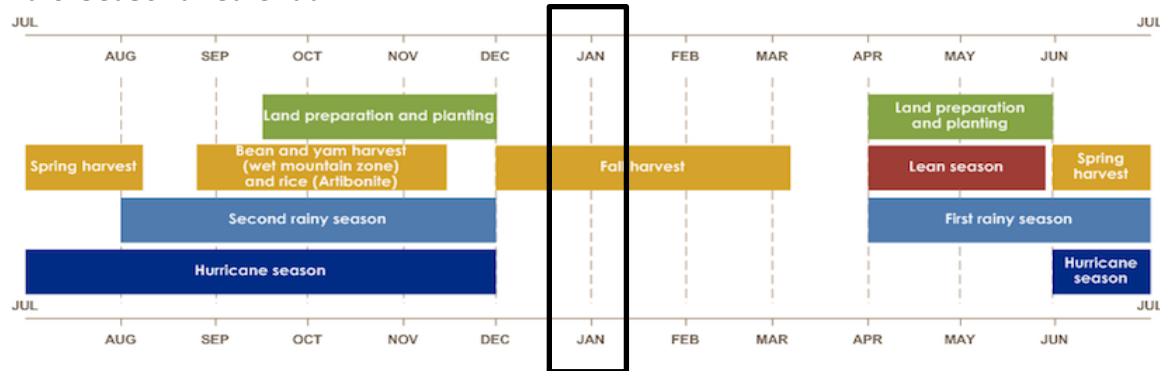 JUL JUL
AUG SEP OCT NOV DEC JAN FEB MAR APR MAY JUN
Land preparation and planting
Land preparation
and planting
Spring harvest
Bean and yam harvest
(wet mountain zone)
and rice (Artibonite)
Fall harvest
Lean season
Spring
harvest
Second rainy season
First rainy season
Hurricane season
Hurricane
season
JUL JUL
AUG SEP OCT NOV DEC JAN FEB MAR APR MAY JUN